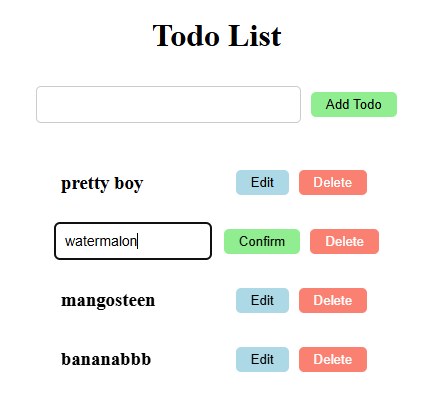 Todo List
Add Todo
pretty boy Edit Delete
watermalon Confirm Delete
mangosteen Edit Delete
bananabbb Edit Delete